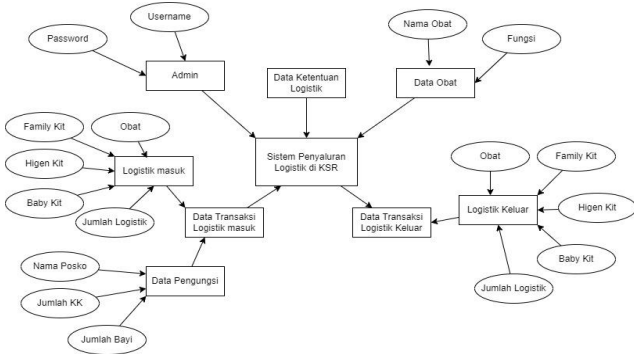 Username
Password
Admin
Data Ketentuan
Logistik
Nama Obat
Fungsi
Data Obat
Family Kit
Obat
Higen Kit
Logistik masuk
Baby Kit
Jumlah Logistik
Sistem Penyaluran
Logistik di KSR
Data Transaksi
Logistik masuk
Data Transaksi
Logistik Keluar
Obat
Family Kit
Logistik Keluar
Higen Kit
Baby Kit
Jumlah Logistik
Nama Posko
Jumlah KK
Data Pengungsi
Jumlah Bayi